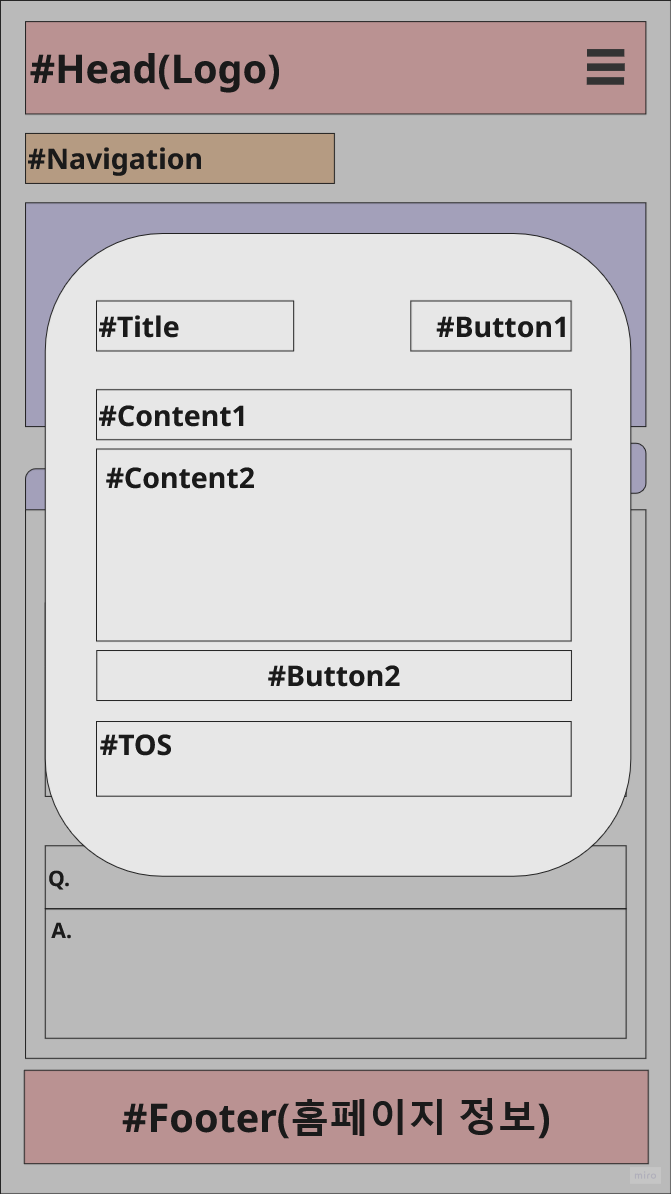 #Head(Logo)
#Navigation
#Title
#Button1
#Content1
#Content2
#Button2
#TOS
Q.
A.
#Footer(홈페이지 정보)
miro